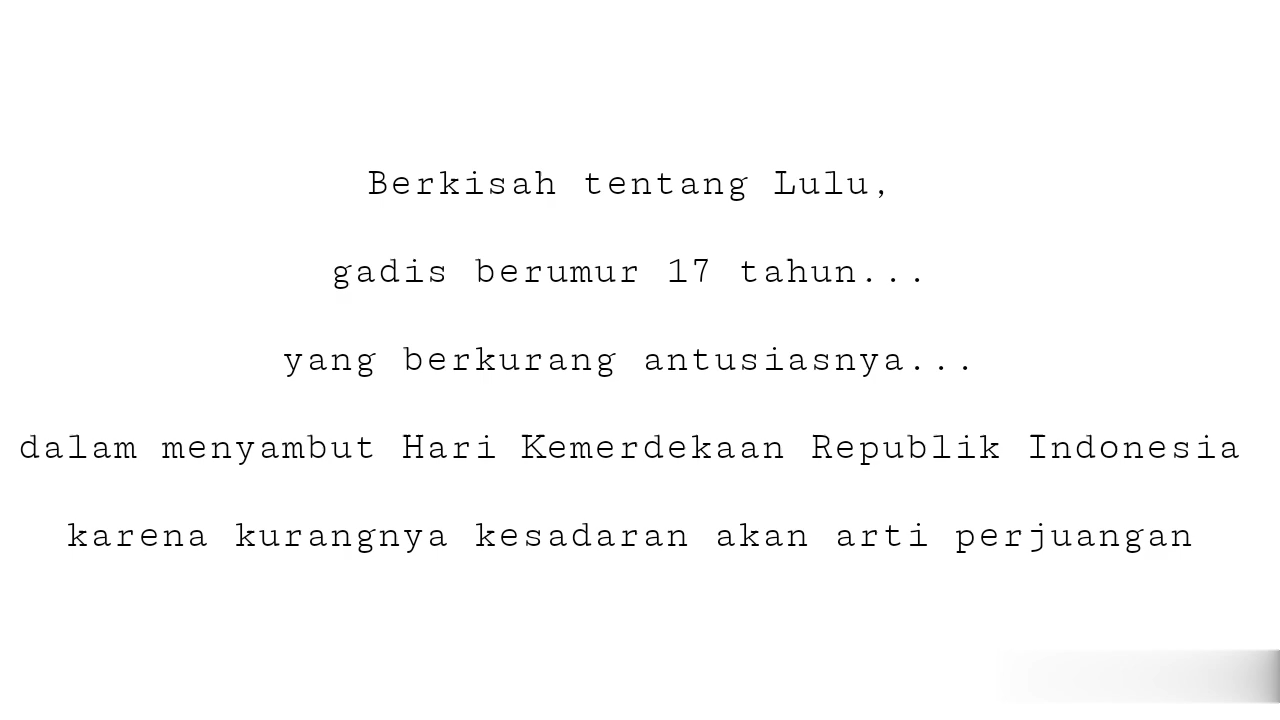 Berkisah tentang Lulu,
gadis berumur 17 tahun...
yang berkurang antusiasnya...
dalam menyambut Hari Kemerdekaan Republik Indonesia
karena kurangnya kesadaran akan arti perjuangan